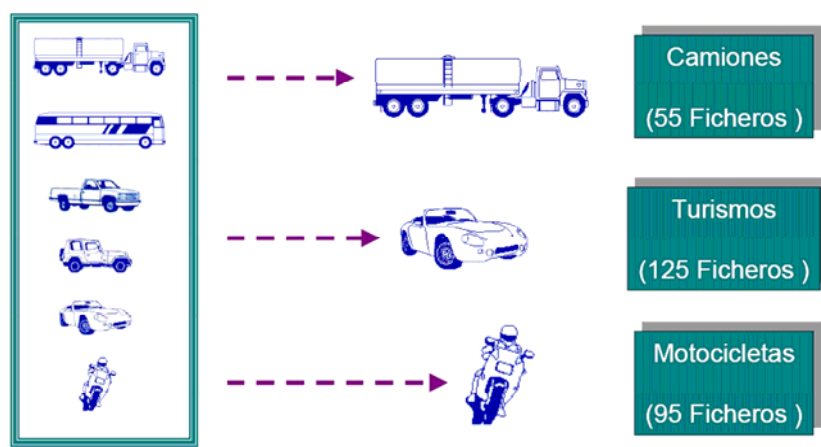 Camiones
(55 Ficheros )
Turismos
(125 Ficheros )
Motocicletas
(95 Ficheros )